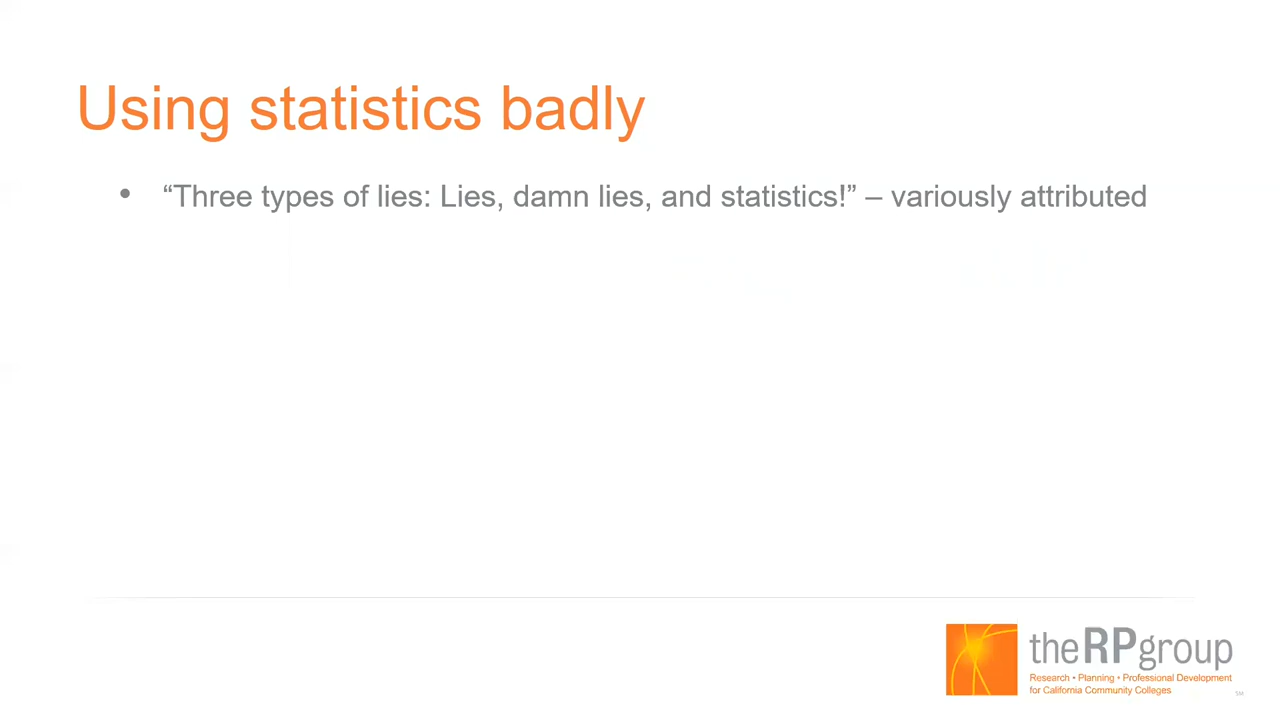 Using statistics badly
• “Three types of lies: Lies, damn lies, and statistics!” – variously attributed
theRPgroup
Research • Planning • Professional Development
for California Community Colleges
SM